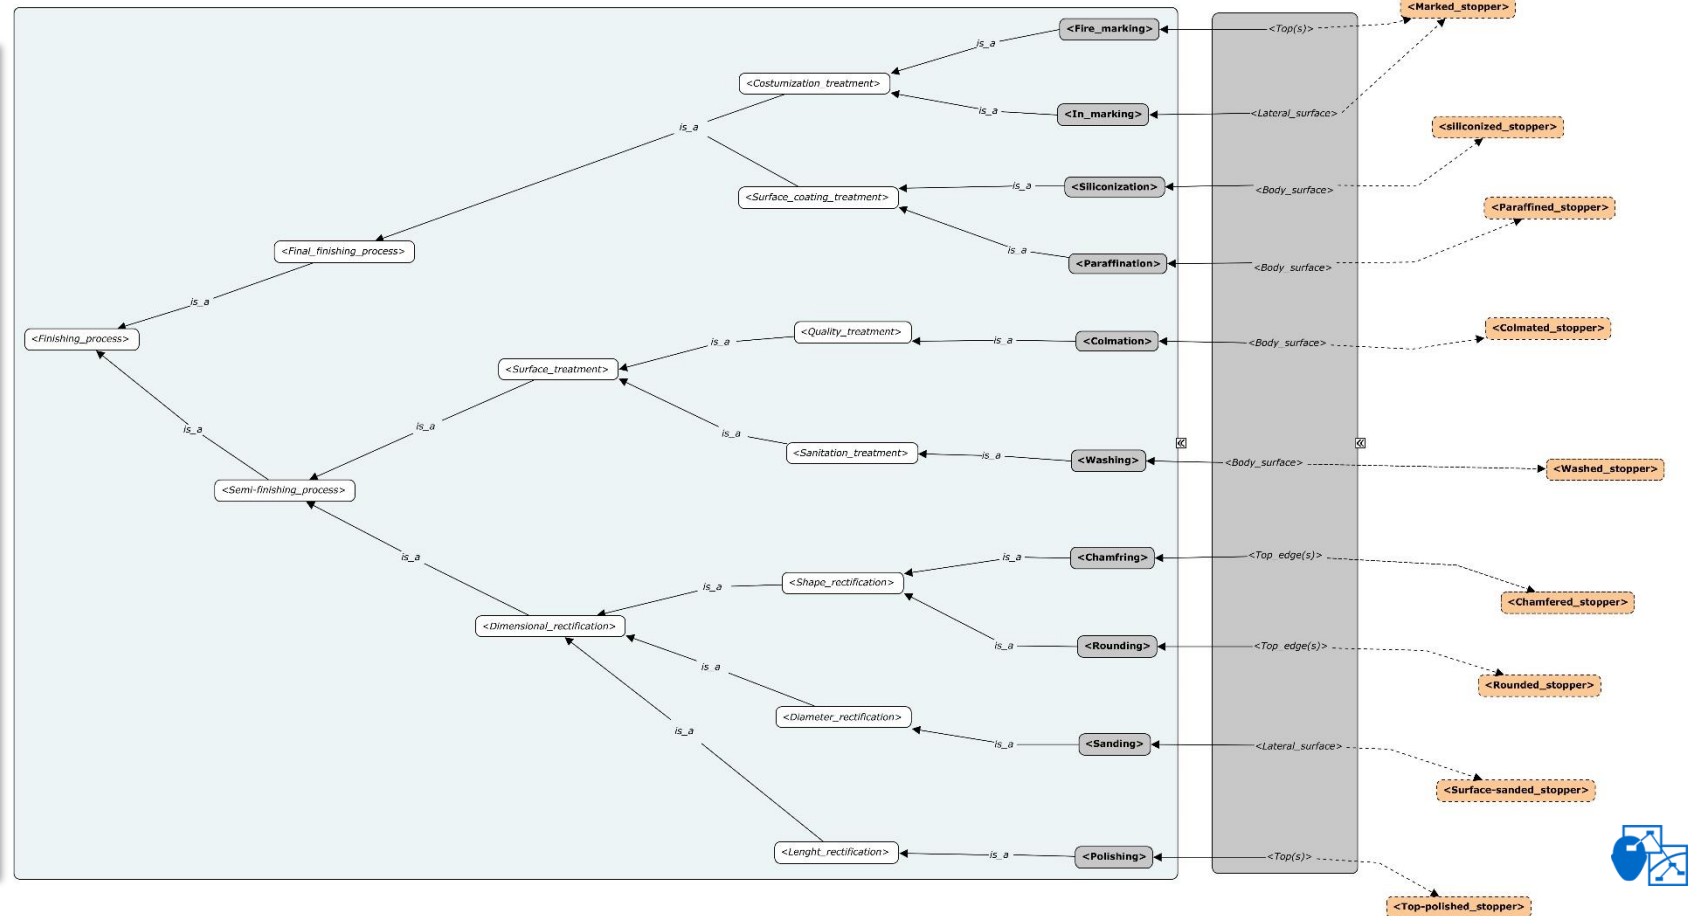 <Marked_stopper>
<Fire_marking>
<Top(s)>
is_a
<Costumization_treatment>
is_a
<In_marking>
<Lateral_surface>
is_a
<siliconized_stopper>
<Surface_coating_treatment>
is_a
<Siliconization>
<Body_surface>
<Paraffined_stopper>
<Final_finishing_process>
is_a
<Paraffination>
<Body_surface>
is_a
<Finishing_process>
<Quality_treatment>
is_a
<Colmation>
<Body_surface>
<Colmated_stopper>
is_a
<Surface_treatment>
is_a
is_a
is_a
<Sanitation_treatment>
is_a
<Washing>
<Body_surface>
<Washed_stopper>
<Semi-finishing_process>
is_a
is_a
<Chamfring>
<Top_edge(s)>
<Shape_rectification>
is_a
<Chamfered_stopper>
<Dimensional_rectification>
is_a
<Rounding>
<Top_edge(s)>
is_a
<Rounded_stopper>
<Diameter_rectification>
is_a
is_a
<Sanding>
<Lateral_surface>
<Surface-sanded_stopper>
<Lenght_rectification>
is_a
<Polishing>
<Top(s)>
<Top-polished_stopper>